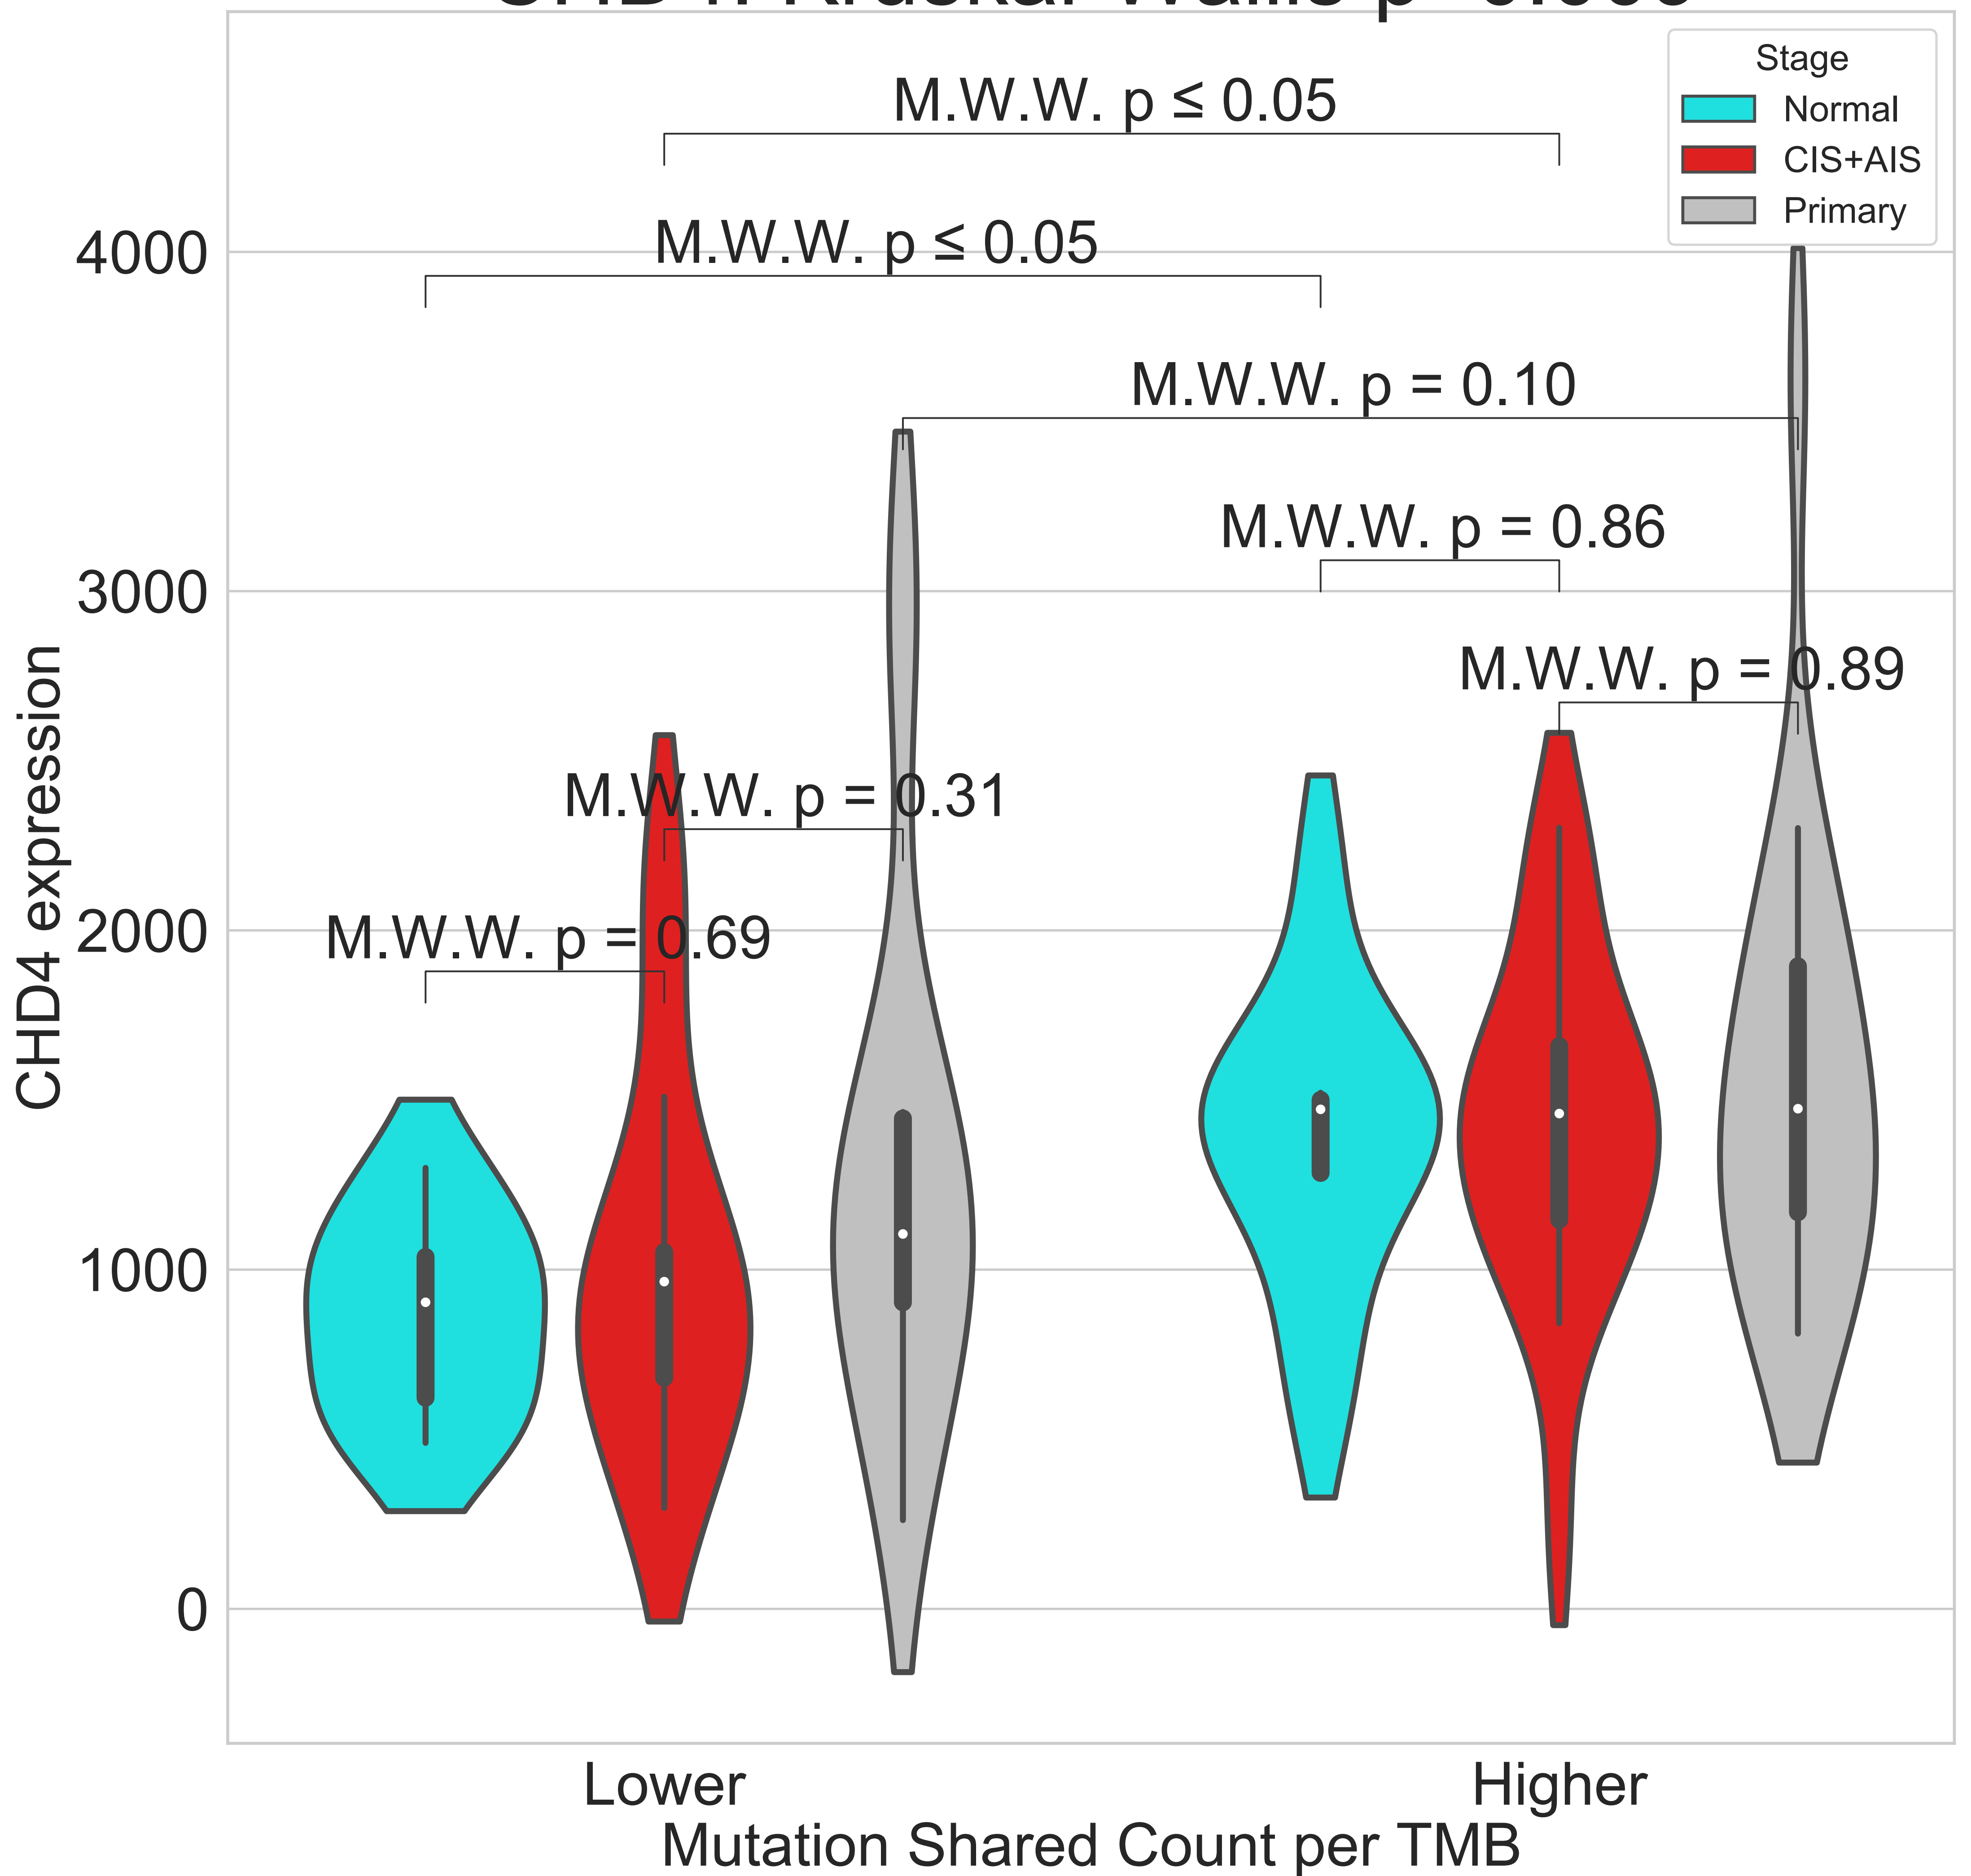 Stage
Normal
CIS+AIS
Primary
M.W.W. p ≤ 0.05
M.W.W. p ≤ 0.05
M.W.W. p = 0.10
M.W.W. p = 0.86
M.W.W. p = 0.89
M.W.W. p = 0.31
M.W.W. p = 0.69
4000
3000
2000
1000
0
CHD4 expression
Lower
Higher
Mutation Shared Count per TMB